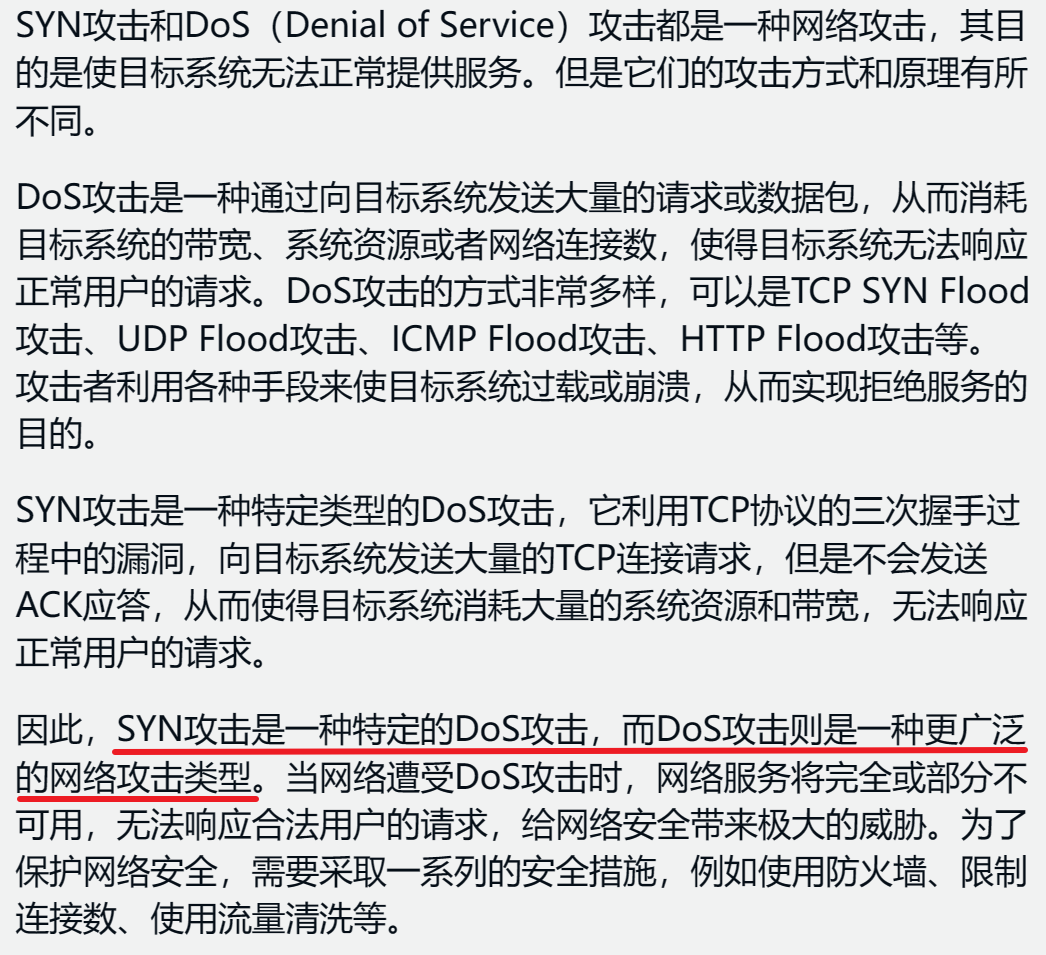 SYN攻击和DoS（Denial of Service）攻击都是一种网络攻击，其目
的是使目标系统无法正常提供服务。但是它们的攻击方式和原理有所
不同。
DoS攻击是一种通过向目标系统发送大量的请求或数据包，从而消耗
目标系统的带宽、系统资源或者网络连接数，使得目标系统无法响应
正常用户的请求。DoS攻击的方式非常多样，可以是TCP SYN Flood
攻击、UDP Flood攻击、ICMP Flood攻击、HTTP Flood攻击等。
攻击者利用各种手段来使目标系统过载或崩溃，从而实现拒绝服务的
目的。
SYN攻击是一种特定类型的DoS攻击，它利用TCP协议的三次握手过
程中的漏洞，向目标系统发送大量的TCP连接请求，但是不会发送
ACK应答，从而使得目标系统消耗大量的系统资源和带宽，无法响应
正常用户的请求。
因此，SYN攻击是一种特定的DoS攻击，而DoS攻击则是一种更广泛
的网络攻击类型。当网络遭受DoS攻击时，网络服务将完全或部分不
可用，无法响应合法用户的请求，给网络安全带来极大的威胁。为了
保护网络安全，需要采取一系列的安全措施，例如使用防火墙、限制
连接数、使用流量清洗等。